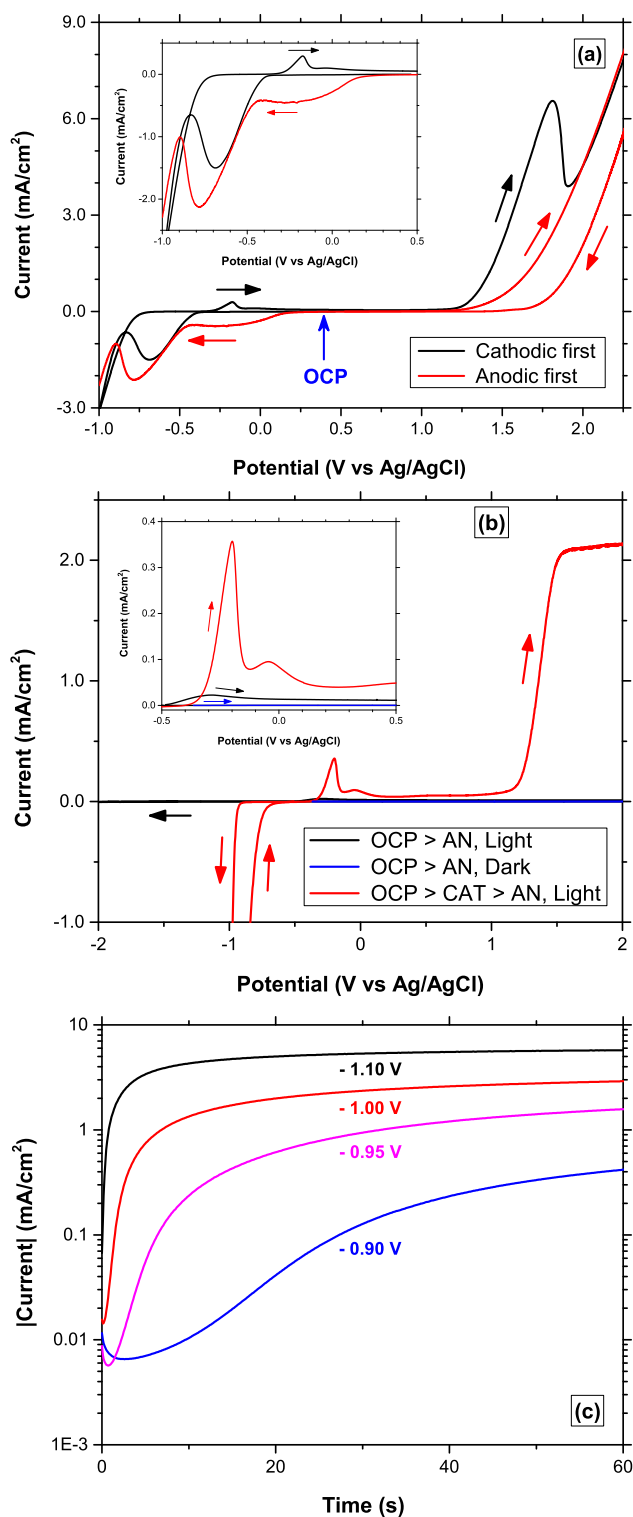 (a)
9.0
6.0
3.0
0.0
-3.0
Current (mA/cm²)
0.0
-1.0
-2.0
Current (mA/cm²)
-1.0
-0.5
0.0
0.5
Potential (V vs Ag/AgCl)
OCP
Cathodic first
Anodic first
-1.0
-0.5
0.0
0.5
1.0
1.5
2.0
Potential (V vs Ag/AgCl)
(b)
2.0
1.0
0.0
-1.0
Current (mA/cm²)
0.4
0.3
0.2
0.1
0.0
Current (mA/cm²)
-0.5
0.0
0.5
Potential (V vs Ag/AgCl)
OCP > AN, Light
OCP > AN, Dark
OCP > CAT > AN, Light
-2
-1
0
1
2
Potential (V vs Ag/AgCl)
10
1
0.1
0.01
1E-3
|Current| (mA/cm²)
- 1.10 V
- 1.00 V
- 0.95 V
- 0.90 V
(c)
0
20
40
60
Time (s)